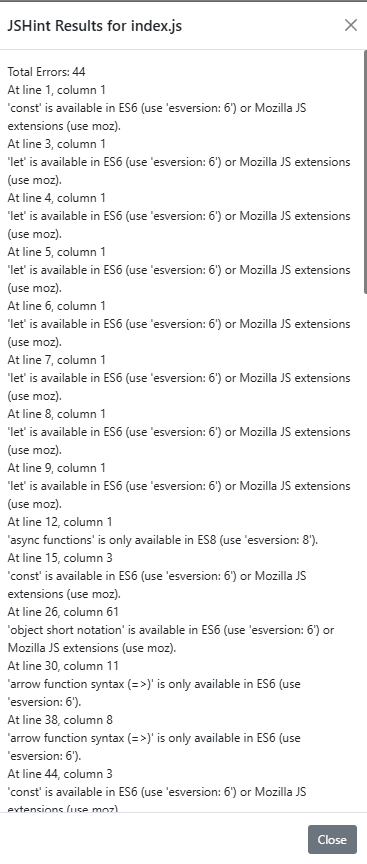 JSHint Results for index.js
Total Errors: 44
At line 1, column 1
'const' is available in ES6 (use 'esversion: 6') or Mozilla JS
extensions (use moz).
At line 3, column 1
'let' is available in ES6 (use 'esversion: 6') or Mozilla JS extensions
(use moz).
At line 4, column 1
'let' is available in ES6 (use 'esversion: 6') or Mozilla JS extensions
(use moz).
At line 5, column 1
'let' is available in ES6 (use 'esversion: 6') or Mozilla JS extensions
(use moz).
At line 6, column 1
'let' is available in ES6 (use 'esversion: 6') or Mozilla JS extensions
(use moz).
At line 7, column 1
'let' is available in ES6 (use 'esversion: 6') or Mozilla JS extensions
(use moz).
At line 8, column 1
'let' is available in ES6 (use 'esversion: 6') or Mozilla JS extensions
(use moz).
At line 9, column 1
'let' is available in ES6 (use 'esversion: 6') or Mozilla JS extensions
(use moz).
At line 12, column 1
'async functions' is only available in ES8 (use 'esversion: 8').
At line 15, column 3
'const' is available in ES6 (use 'esversion: 6') or Mozilla JS
extensions (use moz).
At line 26, column 61
'object short notation' is available in ES6 (use 'esversion: 6') or
Mozilla JS extensions (use moz).
At line 30, column 11
'arrow function syntax (=>)' is only available in ES6 (use
'esversion: 6').
At line 38, column 8
'arrow function syntax (=>)' is only available in ES6 (use
'esversion: 6').
At line 44, column 3
'const' is available in ES6 (use 'esversion: 6') or Mozilla JS
extensions (use moz)
Close